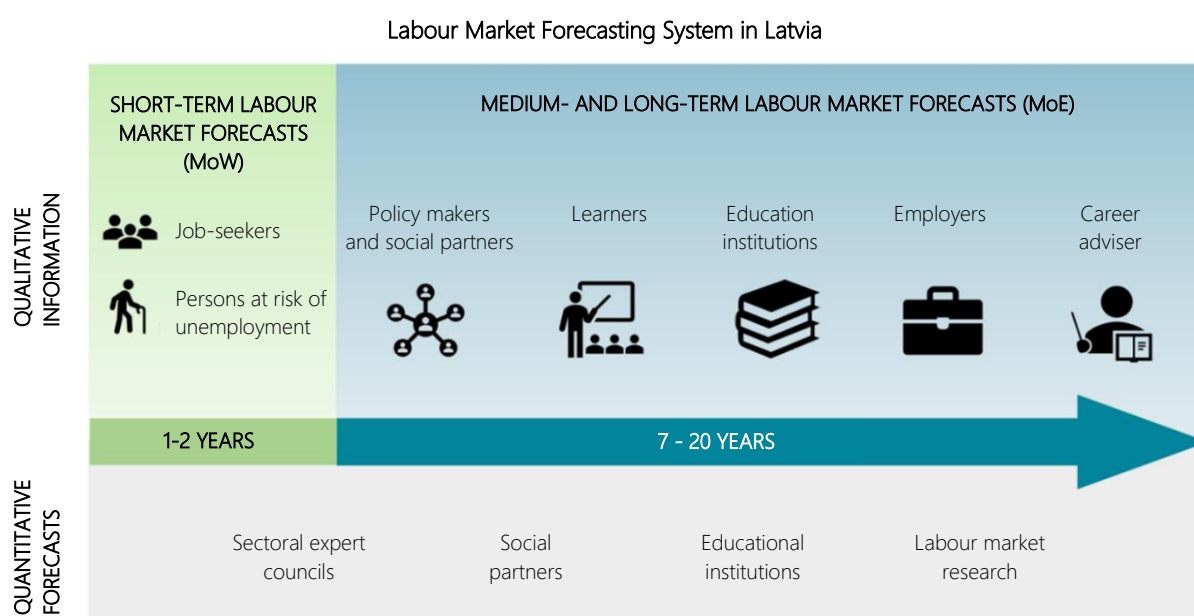 Labour Market Forecasting System in Latvia
SHORT-TERM LABOUR
MARKET FORECASTS
(MoW)
MEDIUM- AND LONG-TERM LABOUR MARKET FORECASTS (MoE)
QUALITATIVE
INFORMATION
Job-seekers
Persons at risk of
unemployment
Policy makers
and social partners
Learners
Education
institutions
Employers
Career
adviser
1-2 YEARS
7 - 20 YEARS
QUANTITATIVE
FORECASTS
Sectoral expert
councils
Social
partners
Educational
institutions
Labour market
research